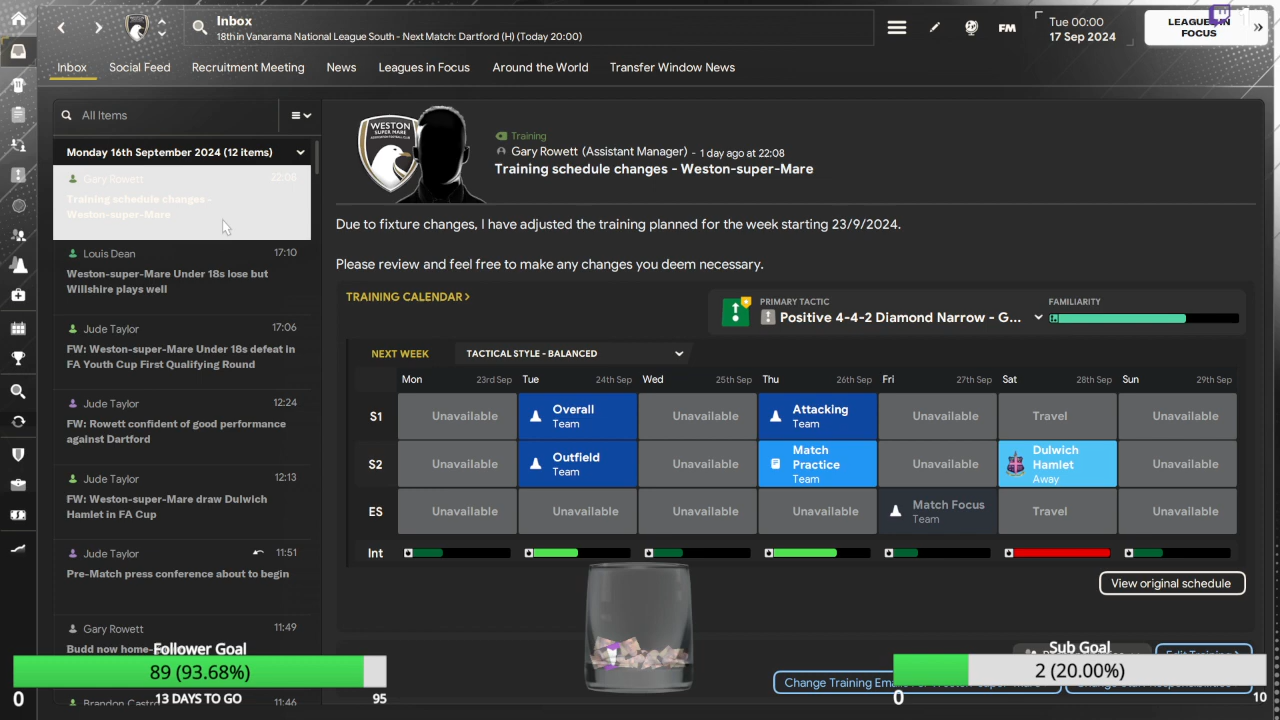 Inbox
18th in Vanarama National League South - Next Match: Dartford (H) (Today 20:00)
FM
Tue 00:00
17 Sep 2024
LEAGUES IN
FOCUS
Inbox
Social Feed
Recruitment Meeting
News
Leagues in Focus
Around the World
Transfer Window News
All Items
Monday 16th September 2024 (12 items)
Gary Rowett 22:08
Training schedule changes -
Weston-super-Mare
Louis Dean 17:10
Weston-super-Mare Under 18s lose but
Willshire plays well
Jude Taylor 17:06
FW: Weston-super-Mare Under 18s defeat in
FA Youth Cup First Qualifying Round
Jude Taylor 12:24
FW: Rowett confident of good performance
against Dartford
Jude Taylor 12:13
FW: Weston-super-Mare draw Dulwich
Hamlet in FA Cup
Jude Taylor 11:51
Pre-Match press conference about to begin
Gary Rowett 11:49
Budd now home-
Brandon Castro 11:46
WESTON
SUPER MARE
Training
Gary Rowett (Assistant Manager) - 1 day ago at 22:08
Training schedule changes - Weston-super-Mare
Due to fixture changes, I have adjusted the training planned for the week starting 23/9/2024.
Please review and feel free to make any changes you deem necessary.
TRAINING CALENDAR >
PRIMARY TACTIC
Positive 4-4-2 Diamond Narrow - G...
FAMILIARITY
NEXT WEEK
TACTICAL STYLE - BALANCED
Mon 23rd Sep Tue 24th Sep Wed 25th Sep Thu 26th Sep Fri 27th Sep Sat 28th Sep Sun 29th Sep
S1 Unavailable Overall Team Unavailable Attacking Team Unavailable Travel Unavailable
S2 Unavailable Outfield Team Unavailable Match Practice Team Unavailable Dulwich Hamlet Away Unavailable
ES Unavailable Unavailable Unavailable Unavailable Match Focus Team Travel Unavailable
Int
View original schedule
Edit Training >
Change Training Ema
Follower Goal
89 (93.68%)
0 13 DAYS TO GO 95
Sub Goal
2 (20.00%)
0 10